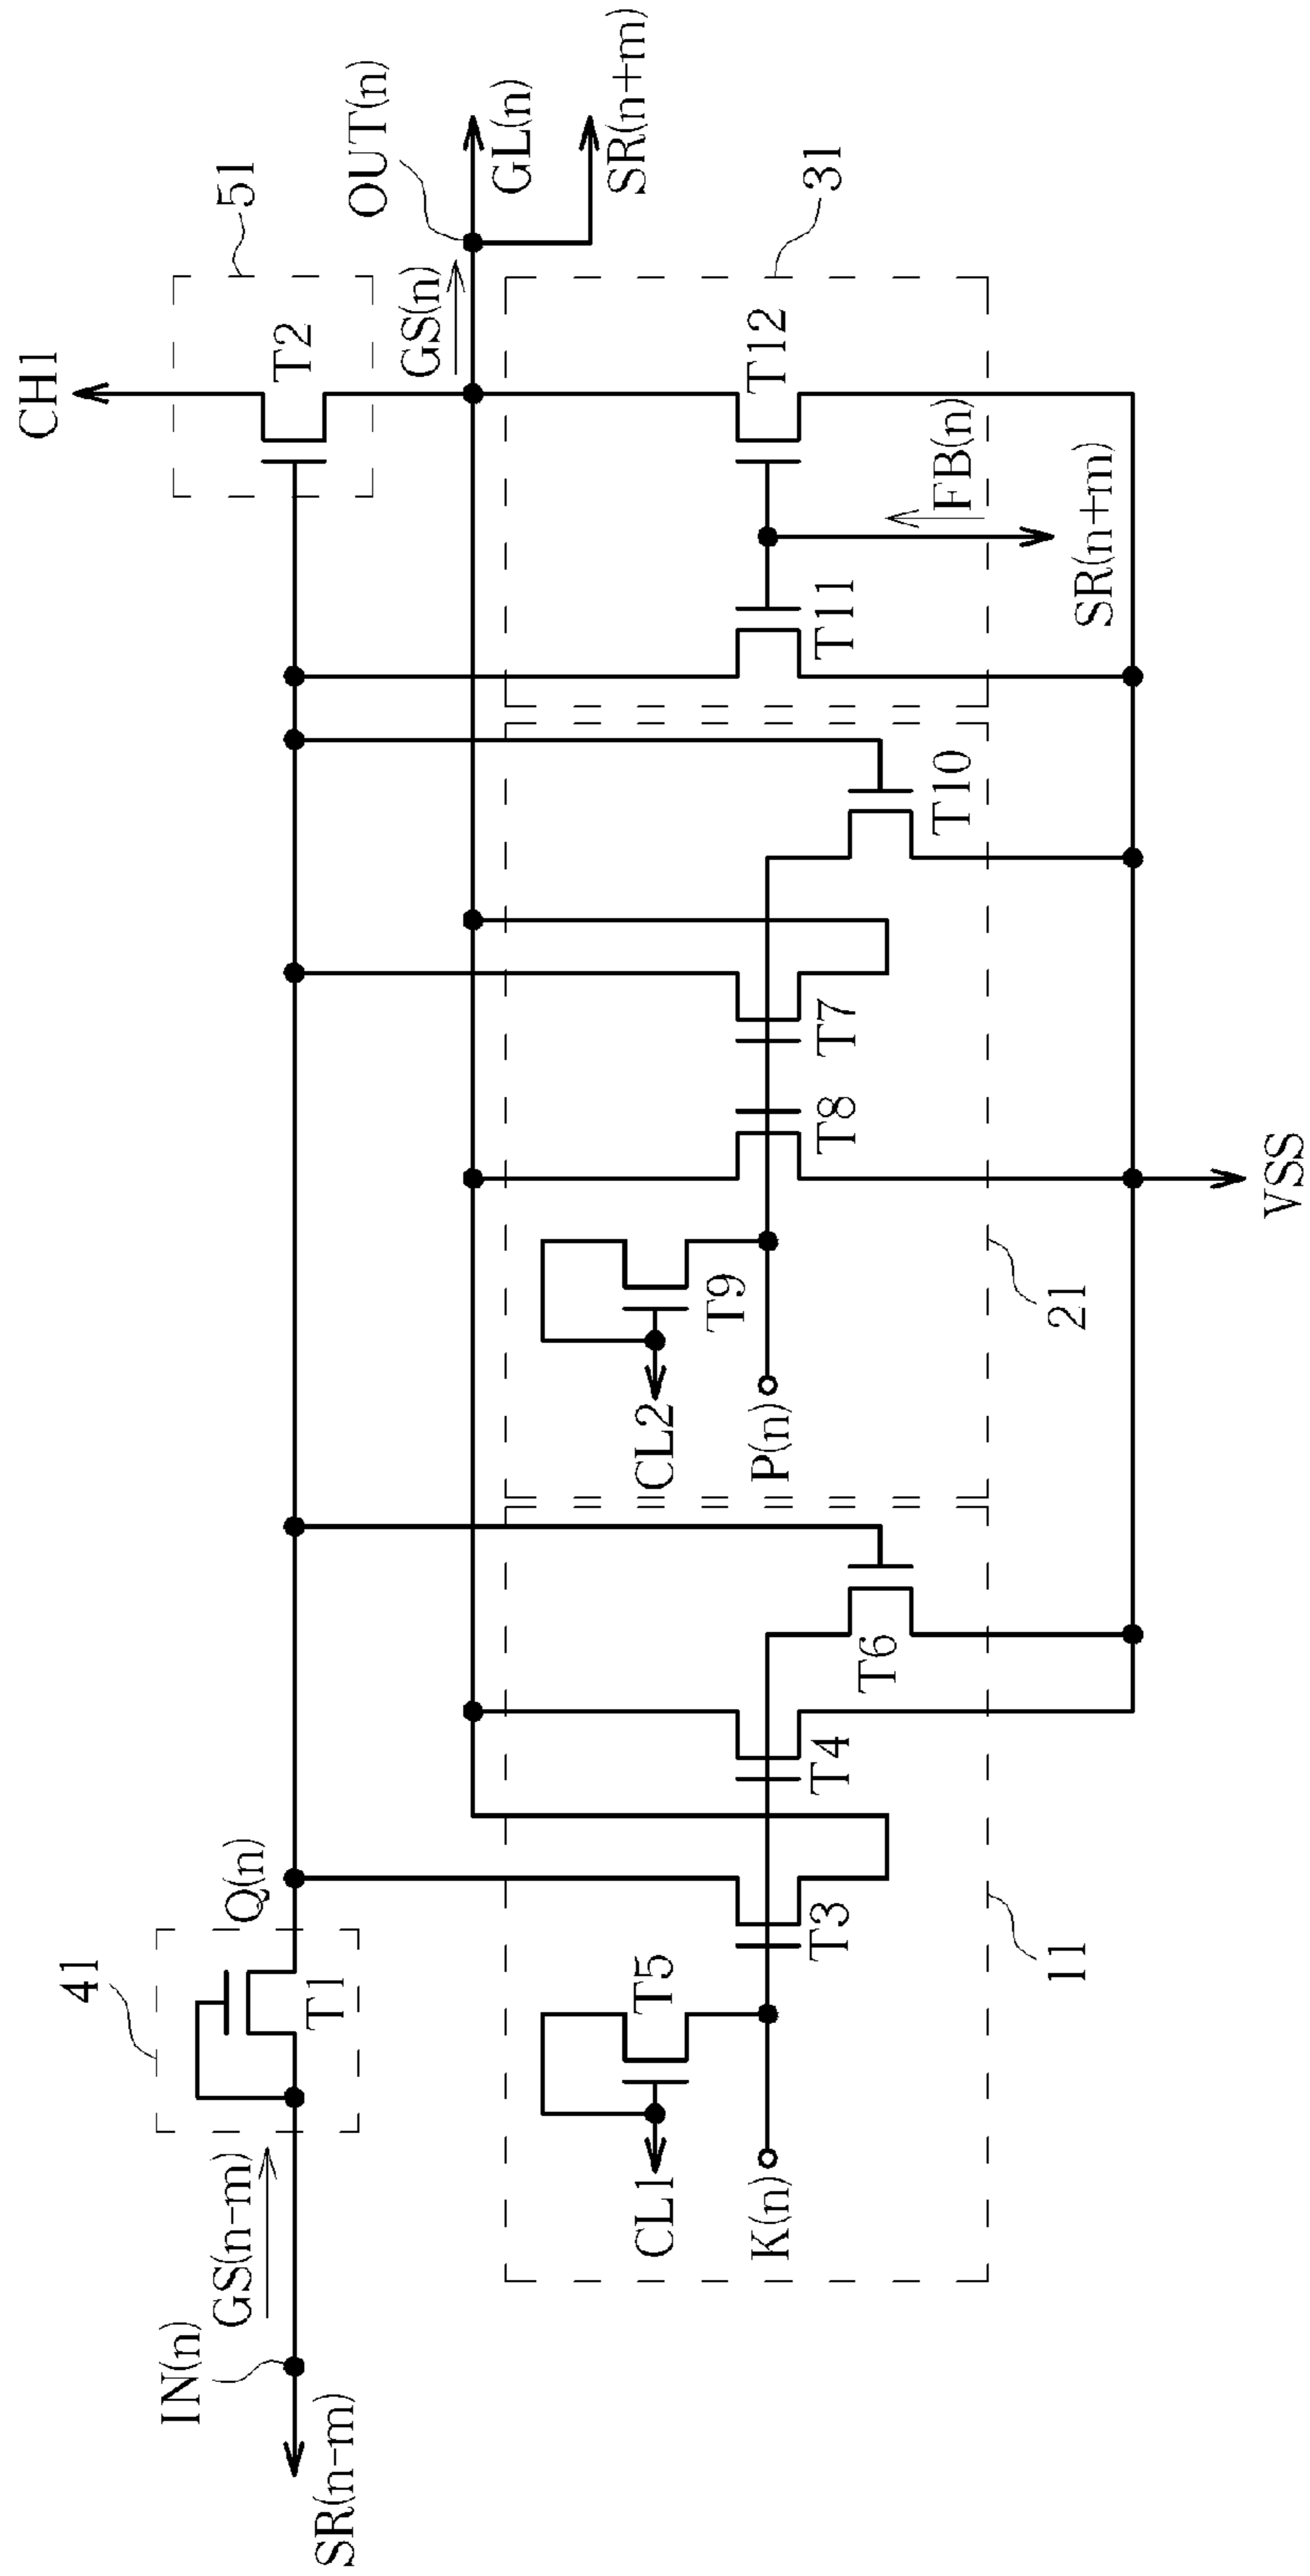 CH1
51
T2
OUT(n)
GS(n)
GL(n)
SR(n+m)
31
T12
FB(n)
T11
SR(n+m)
T10
T7
T8
T9
CL2
P(n)
21
VSS
T6
T4
T3
T5
CL1
K(n)
11
Q(n)
41
T1
GS(n-m)
IN(n)
SR(n-m)